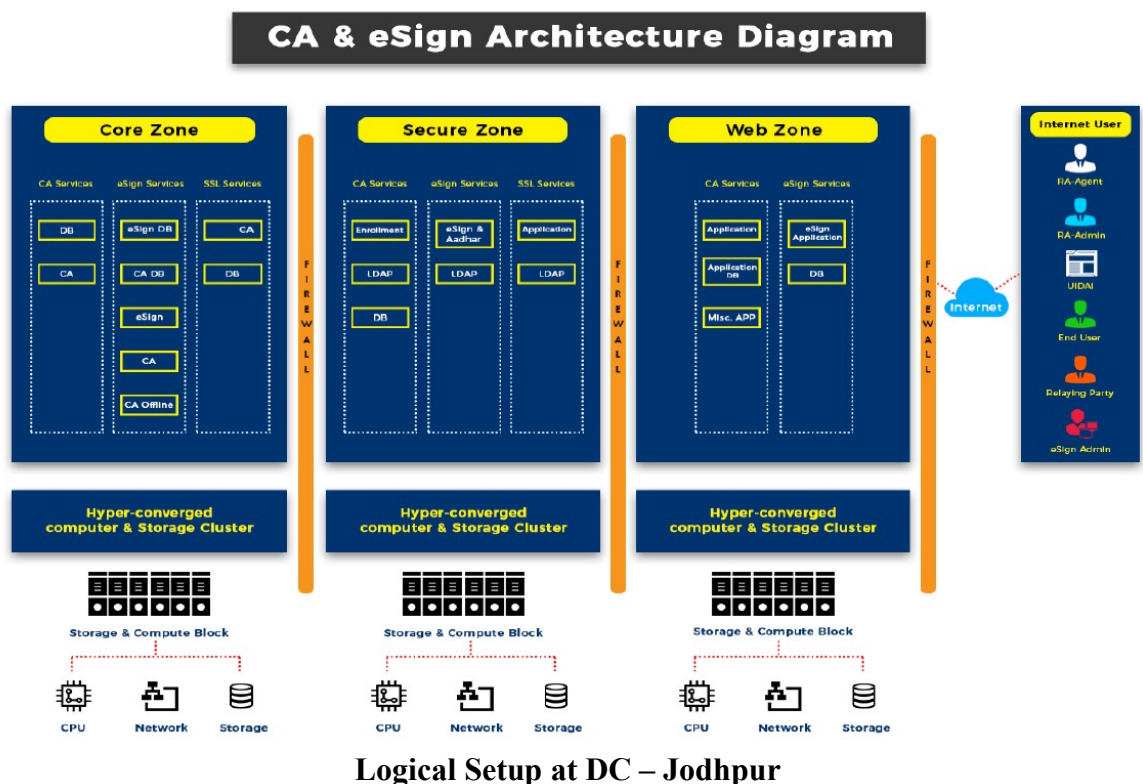 CA & eSign Architecture Diagram
Core Zone
CA Services
eSign Services
SSL Services
DB
CA
eSign DB
CA DB
eSign
CA
CA Offline
CA
DB
FIREWALL
Secure Zone
CA Services
eSign Services
SSL Services
Enrollment
LDAP
DB
eSign &
Aadhar
LDAP
Application
LDAP
FIREWALL
Web Zone
CA Services
eSign Services
Application
Application
DB
Misc. APP
eSign
Application
DB
FIREWALL
Internet
Internet User
RA-Agent
RA-Admin
UIDAI
End User
Relaying Party
eSign Admin
Hyper-converged
computer & Storage Cluster
Storage & Compute Block
CPU
Network
Storage
Hyper-converged
computer & Storage Cluster
Storage & Compute Block
CPU
Network
Storage
Hyper-converged
computer & Storage Cluster
Storage & Compute Block
CPU
Network
Storage
Logical Setup at DC – Jodhpur